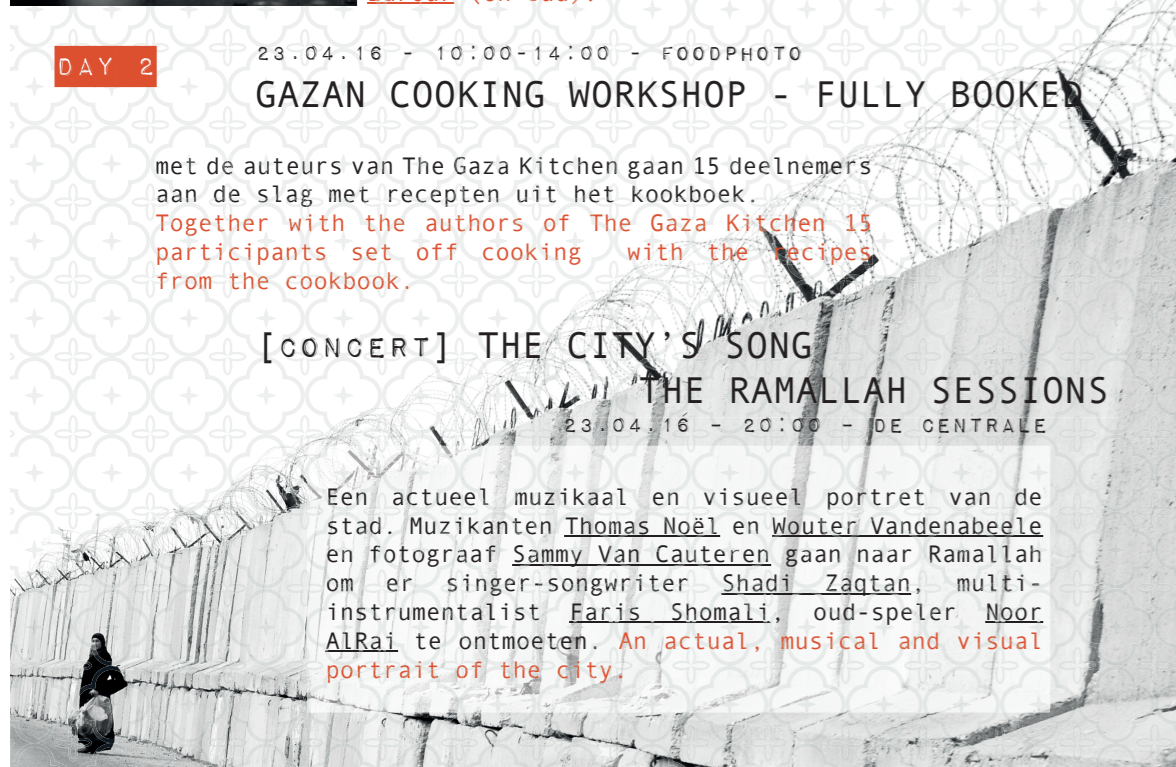 (en oud).
DAY 2
23.04.16 - 10:00-14:00 - FOODPHOTO
GAZAN COOKING WORKSHOP - FULLY BOOKED
met de auteurs van The Gaza Kitchen gaan 15 deelnemers
aan de slag met recepten uit het kookboek.
Together with the authors of The Gaza Kitchen 15
participants set off cooking with the recipes
from the cookbook.
[CONCERT] THE CITY'S SONG
THE RAMALLAH SESSIONS
23.04.16 - 20:00 - DE CENTRALE
Een actueel muzikaal en visueel portret van de
stad. Muzikanten Thomas Noël en Wouter Vandenabeele
en fotograaf Sammy Van Cauteren gaan naar Ramallah
om er singer-songwriter Shadi Zaqtan, multi-
instrumentalist Faris Shomali, oud-speler Noor
AlRai te ontmoeten. An actual, musical and visual
portrait of the city.